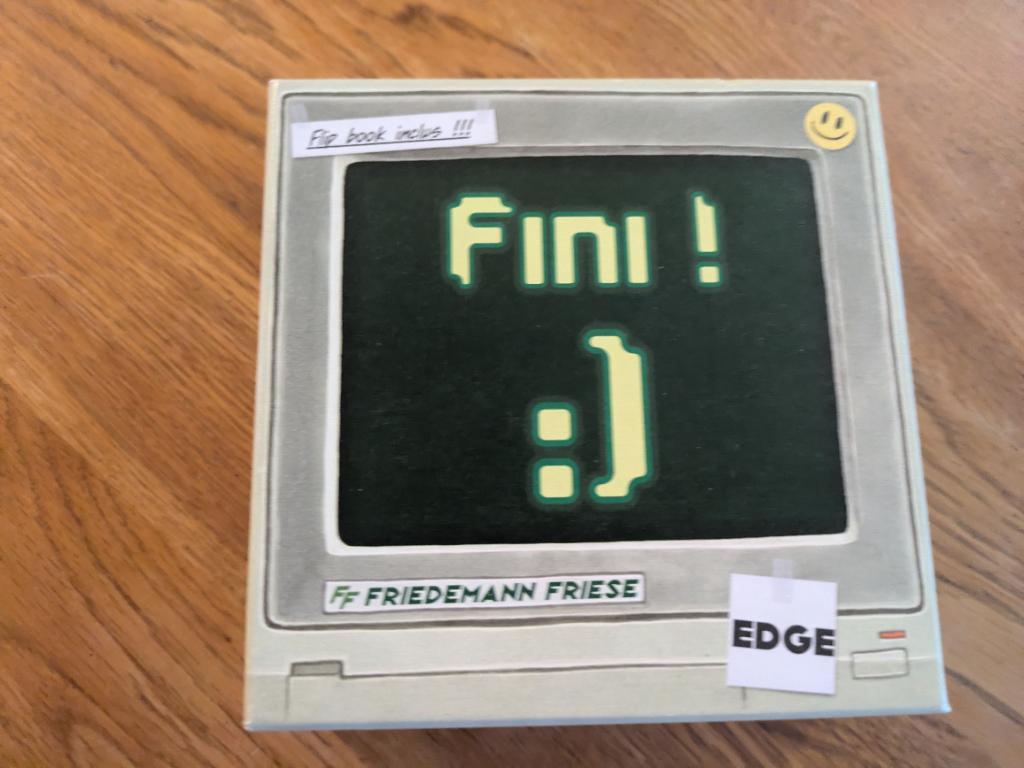 Flip book inclus !!!
Fini !
:)
FF FRIEDEMANN FRIESE
EDGE